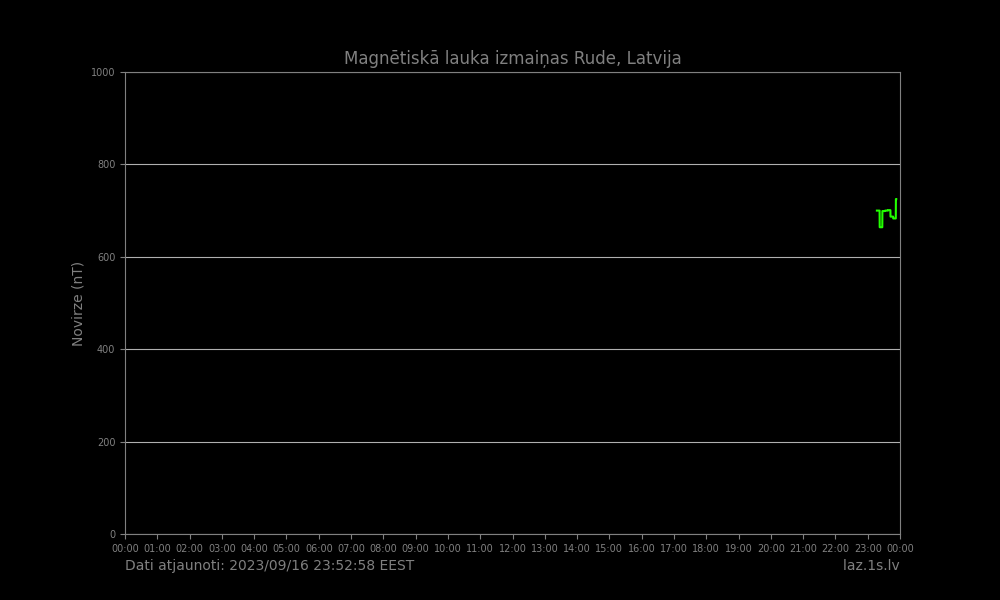 Magnētiskā lauka izmaiņas Rude, Latvija
1000
800
600
400
200
0
Novirze (nT)
00:00 01:00 02:00 03:00 04:00 05:00 06:00 07:00 08:00 09:00 10:00 11:00 12:00 13:00 14:00 15:00 16:00 17:00 18:00 19:00 20:00 21:00 22:00 23:00 00:00
Dati atjaunoti: 2023/09/16 23:52:58 EEST
laz.1s.lv